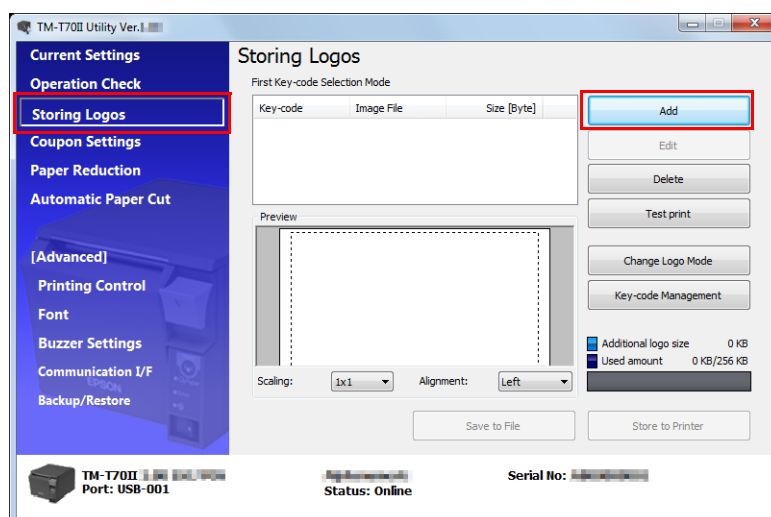 TM-T70II Utility Ver.
Current Settings
Operation Check
Storing Logos
Coupon Settings
Paper Reduction
Automatic Paper Cut
[Advanced]
Printing Control
Font
Buzzer Settings
Communication I/F
Backup/Restore
EPSON
Storing Logos
First Key-code Selection Mode
Key-code Image File Size [Byte]
Preview
Scaling: 1x1 Alignment: Left
Add
Edit
Delete
Test print
Change Logo Mode
Key-code Management
Additional logo size 0 KB
Used amount 0 KB/256 KB
Save to File Store to Printer
TM-T70II
Port: USB-001
Status: Online
Serial No: